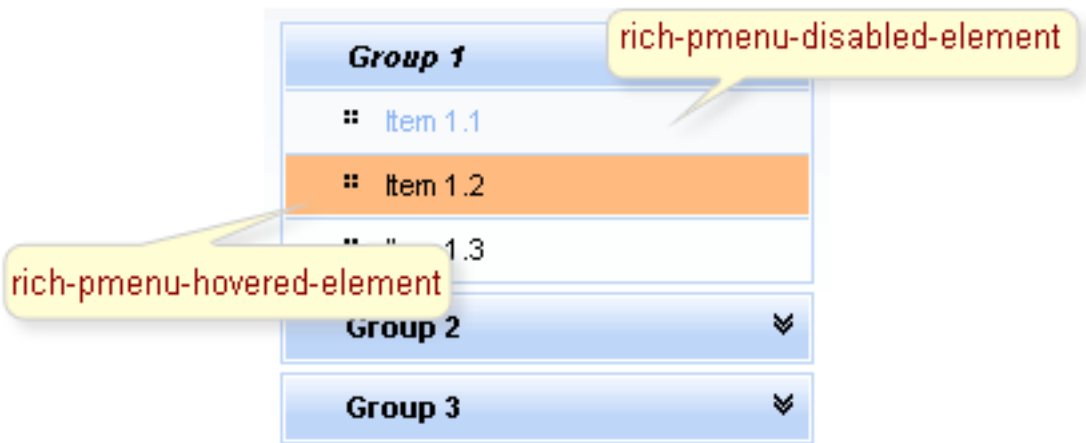 Group 1
rich-pmenu-disabled-element
Item 1.1
Item 1.2
1.3
rich-pmenu-hovered-element
Group 2
Group 3